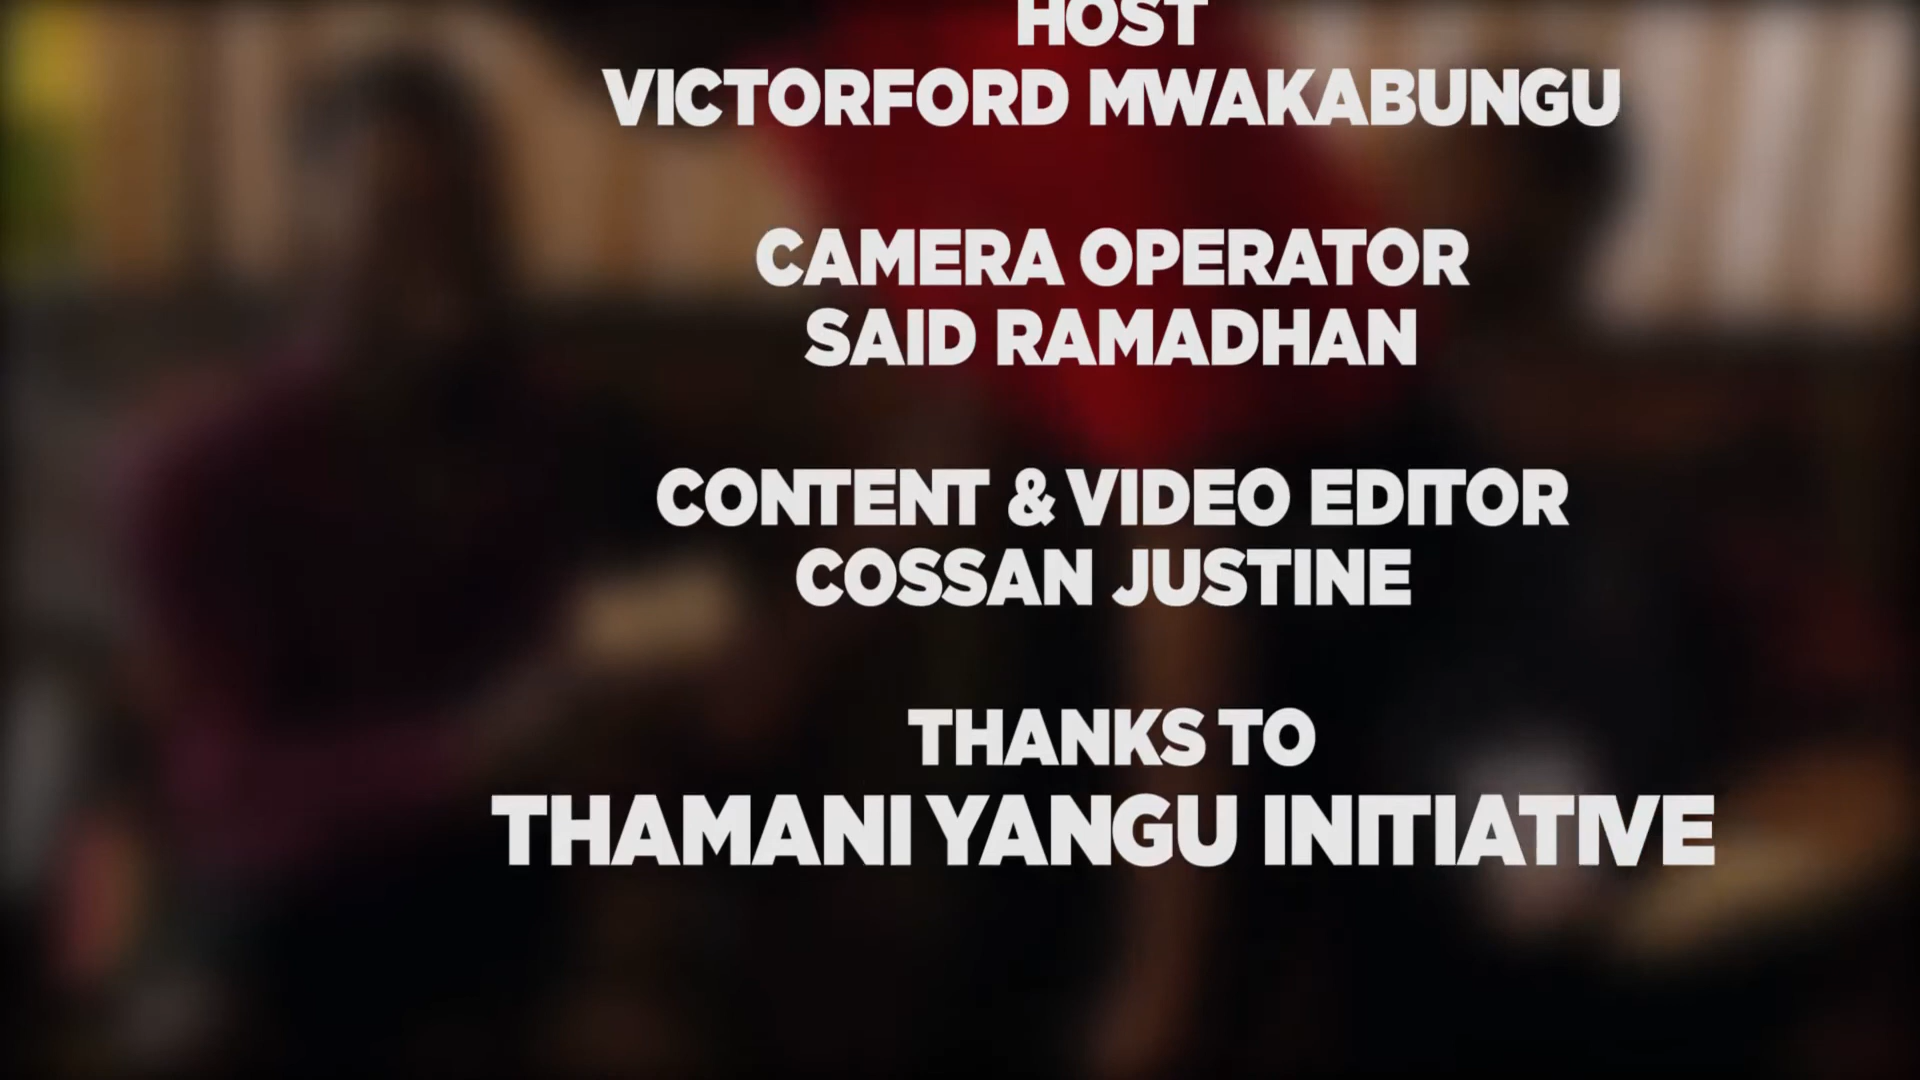 HOST
VICTORFORD MWAKABUNGU
CAMERA OPERATOR
SAID RAMADHAN
CONTENT & VIDEO EDITOR
COSSAN JUSTINE
THANKS TO
THAMANI YANGU INITIATIVE